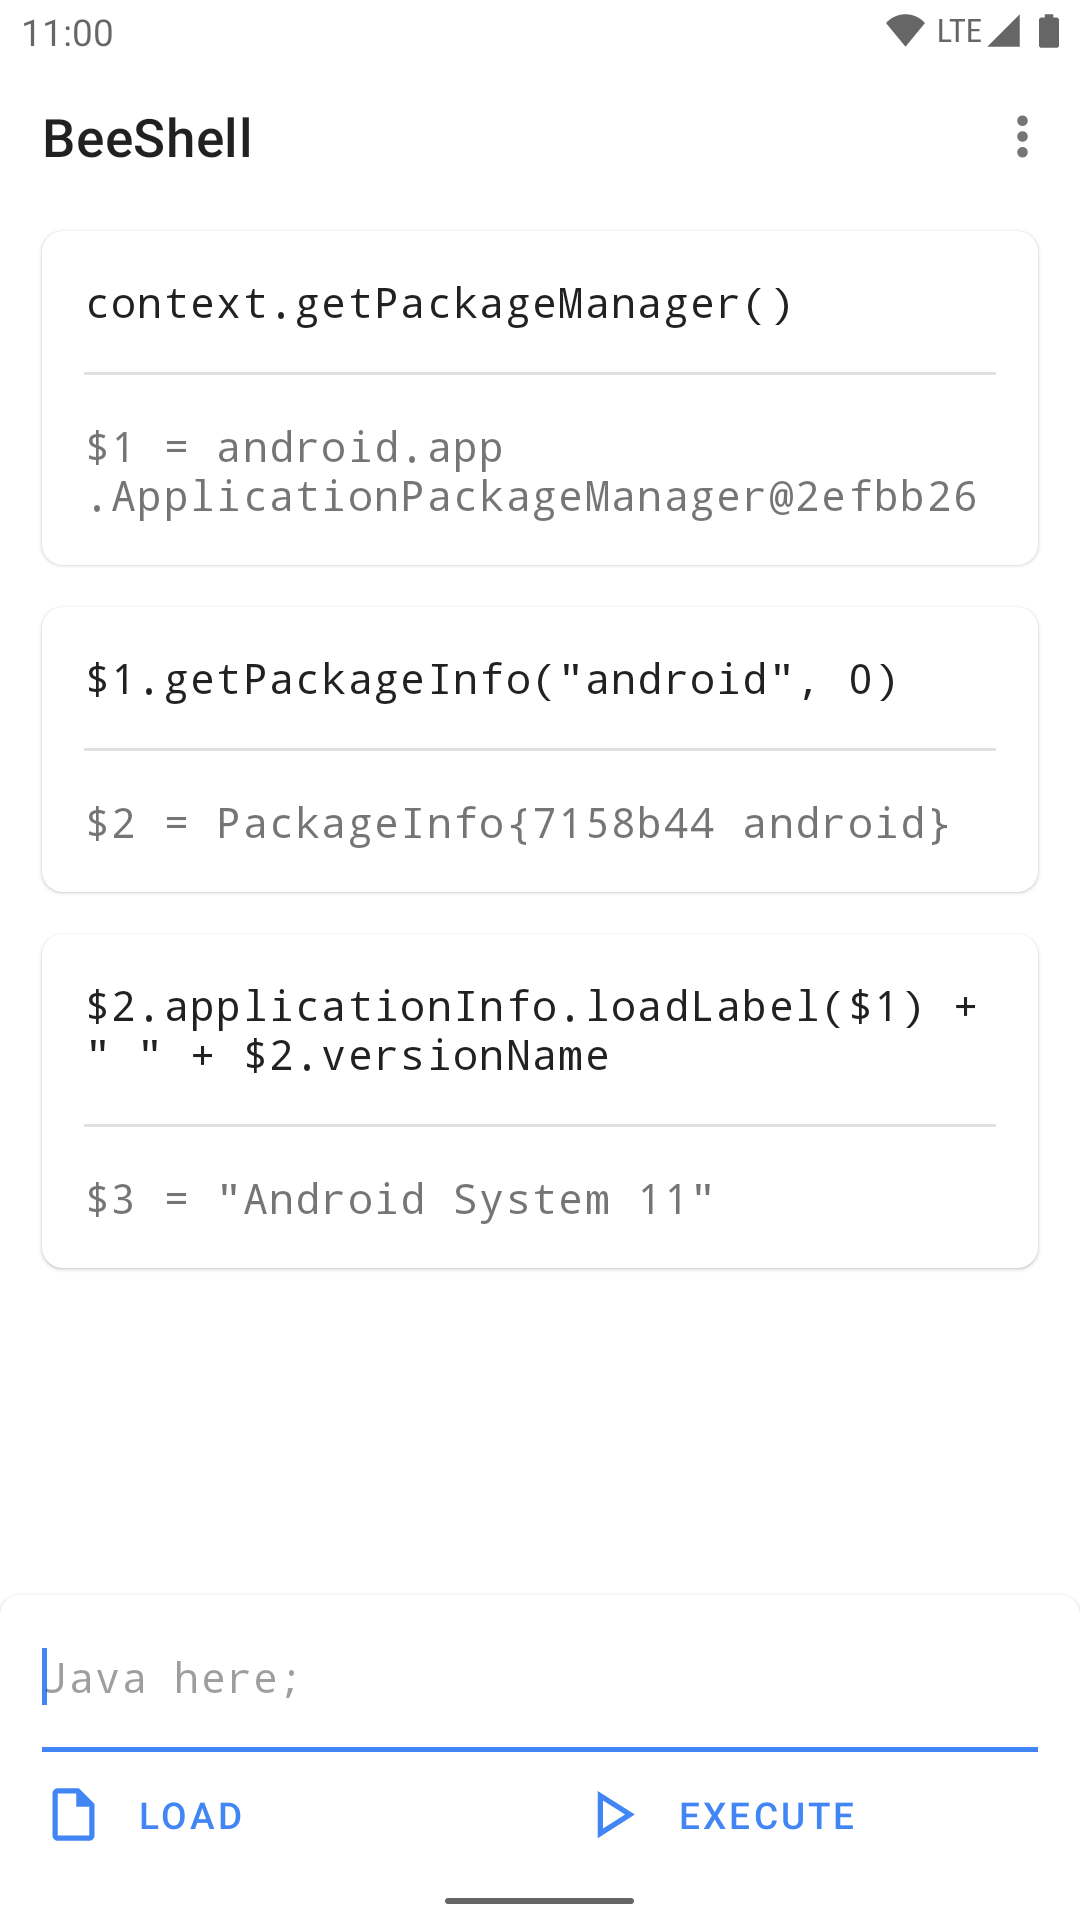 11:00 LTE
BeeShell
context.getPackageManager()
$1 = android.app
.ApplicationPackageManager@2efbb26
$1.getPackageInfo("android", 0)
$2 = PackageInfo{7158b44 android}
$2.applicationInfo.loadLabel($1) +
" " + $2.versionName
$3 = "Android System 11"
Java here;
LOAD EXECUTE